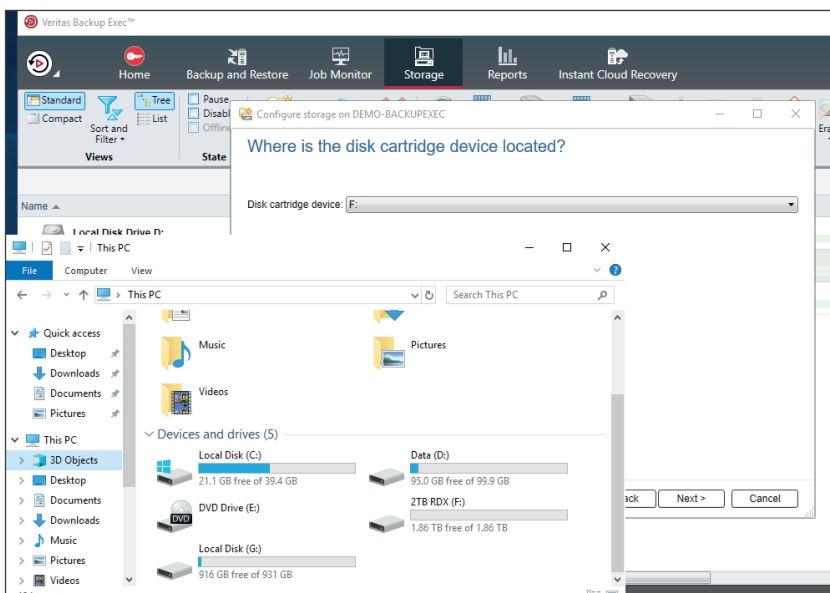 Veritas Backup Exec™
Home
Backup and Restore
Job Monitor
Storage
Reports
Instant Cloud Recovery
Standard
Compact
Sort and
Filter
Tree
List
Views
Pause
Disabl
Offline
State
Configure storage on DEMO-BACKUPEXEC
Where is the disk cartridge device located?
Name
Disk cartridge device: F:
Local Disk Drive D:
This PC
File Computer View
This PC
Search This PC
Quick access
Desktop
Downloads
Documents
Pictures
This PC
3D Objects
Desktop
Documents
Downloads
Music
Pictures
Videos
Music
Pictures
Videos
Devices and drives (5)
Local Disk (C:)
21.1 GB free of 39.4 GB
Data (D:)
95.0 GB free of 99.9 GB
DVD Drive (E:)
DVD
2TB RDX (F:)
1.86 TB free of 1.86 TB
Local Disk (G:)
916 GB free of 931 GB
ack
Next >
Cancel
Era